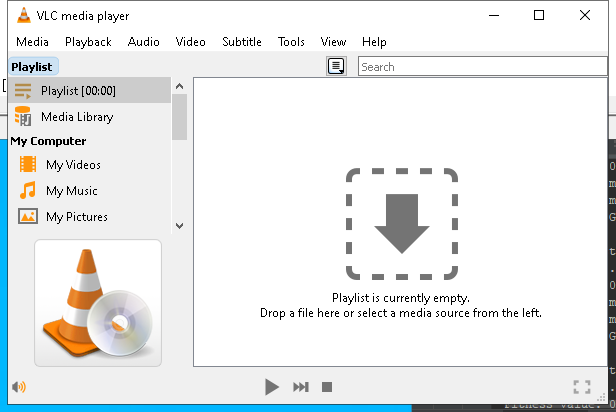 VLC media player
Media Playback Audio Video Subtitle Tools View Help
Playlist
Search
Playlist [00:00]
Media Library
My Computer
My Videos
My Music
My Pictures
Playlist is currently empty.
Drop a file here or select a media source from the left.